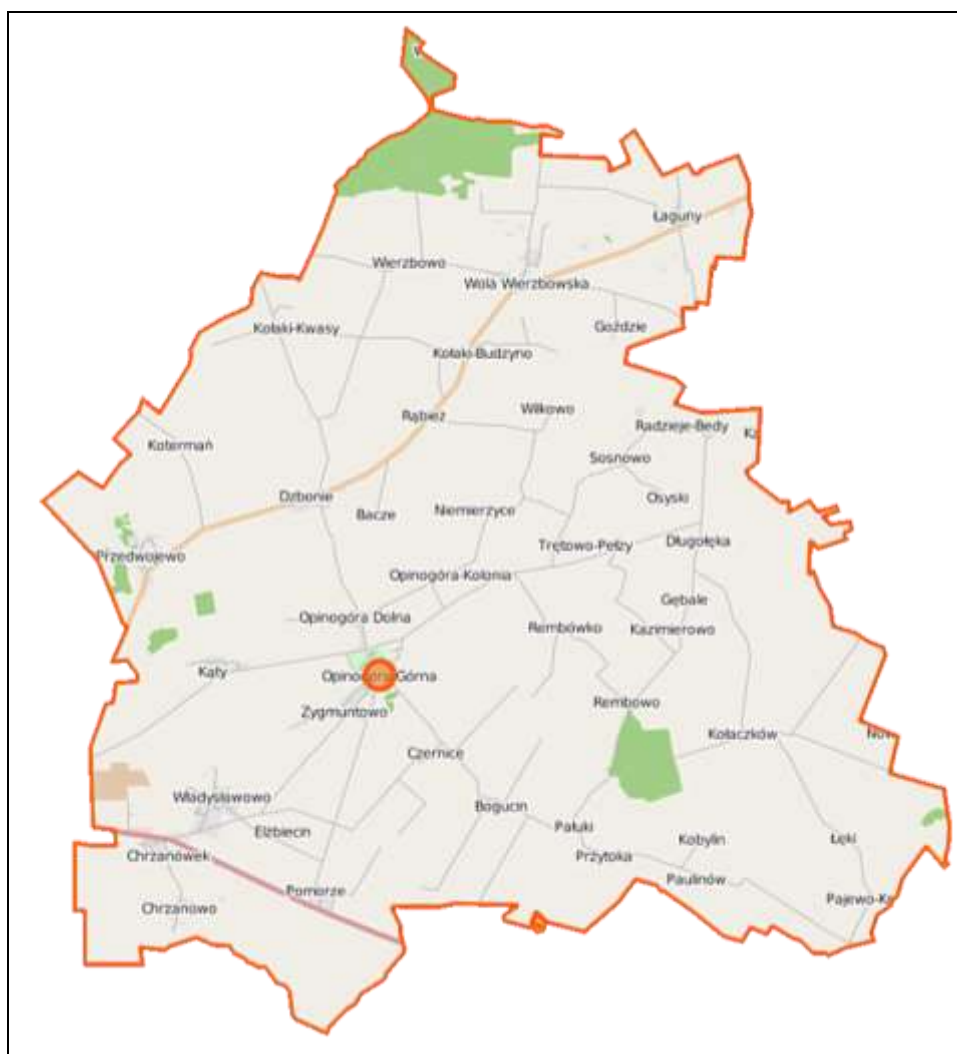 Łaguny
Wierzbowo
Wola Wierzbowska
Kołaki-Kwasy
Goździe
Kołaki-Budzyno
Rąbież
Wilkowo
Radzieje-Bedy
Kotermań
Sosnowo
Dzbonie
Osyski
Bacze
Niemierzyce
Przedwojewo
Trętowo-Pełzy
Długołęka
Opinogóra-Kolonia
Gębale
Opinogóra Dolna
Rembówko
Kazimierowo
Kąty
Opinogóra Górna
Rembowo
Zygmuntowo
Kołaczków
Czernice
Władysławowo
Bogucin
Elżbiecin
Pałuki
Kobylin
Łęki
Chrzanówek
Przytoka
Paulinów
Pomorze
Pajewo-K
Chrzanowo